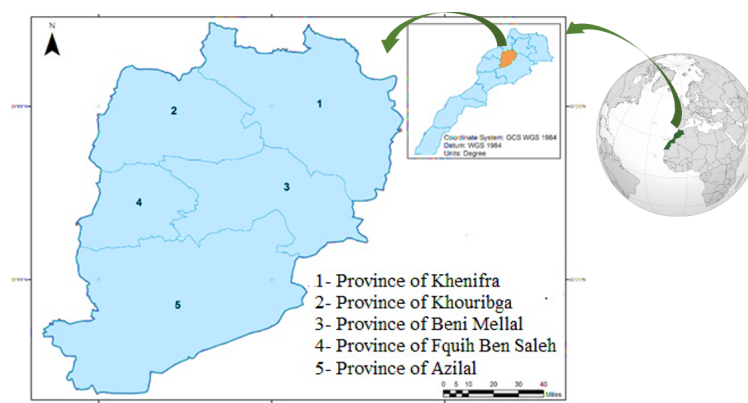 N
1
2
3
4
5
Coordinate System: GCS WGS 1984
Datum: WGS 1984
Units: Degree
1- Province of Khenifra
2- Province of Khouribga
3- Province of Beni Mellal
4- Province of Fquih Ben Saleh
5- Province of Azilal
0 5 10 20 30 40
Miles